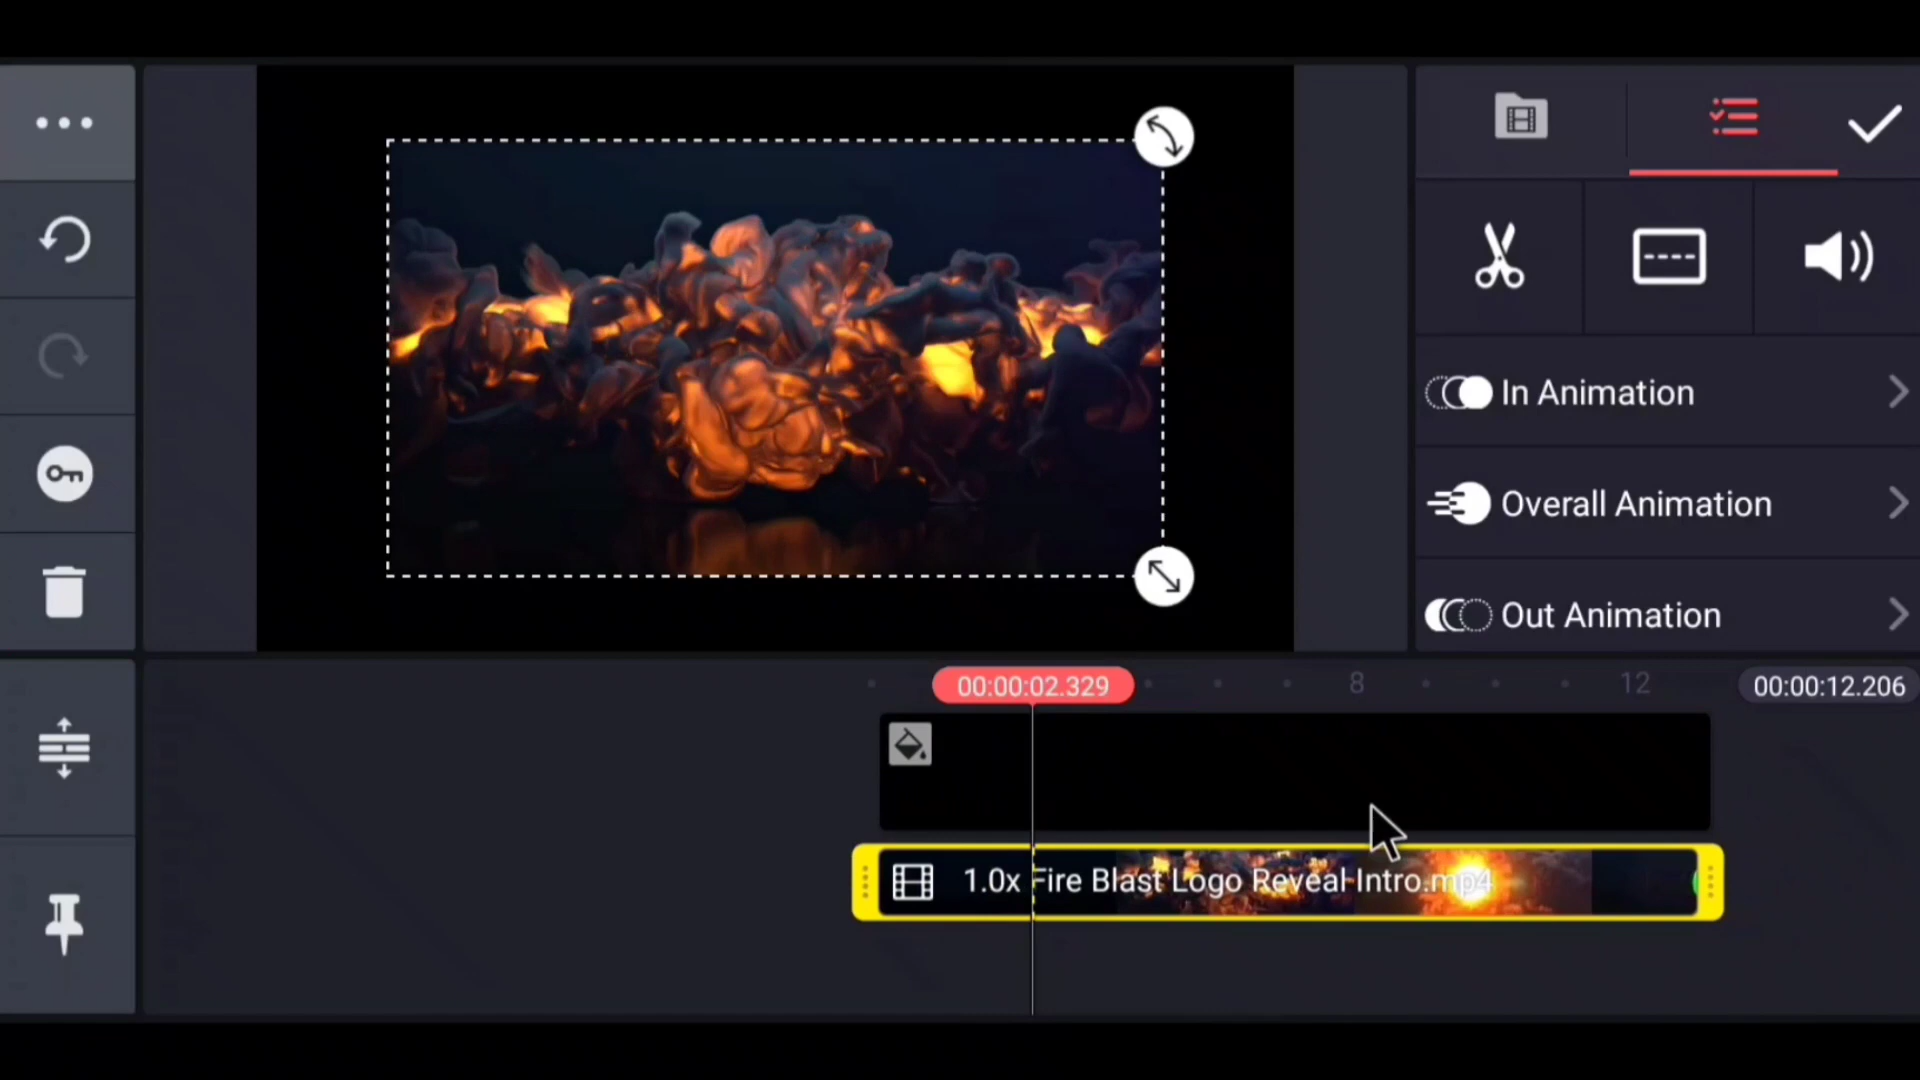 In Animation
Overall Animation
Out Animation
00:00:02.329
8
12
00:00:12.206
1.0x Fire Blast Logo Reveal Intro.mp4